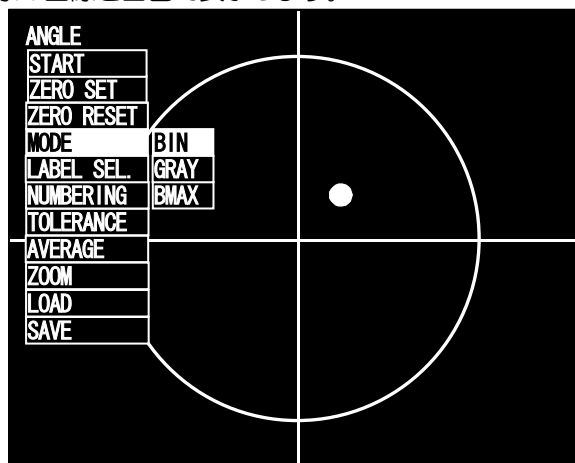 ANGLE
START
ZERO SET
ZERO RESET
MODE BIN
LABEL SEL. GRAY
NUMBERING BMAX
TOLERANCE
AVERAGE
ZOOM
LOAD
SAVE